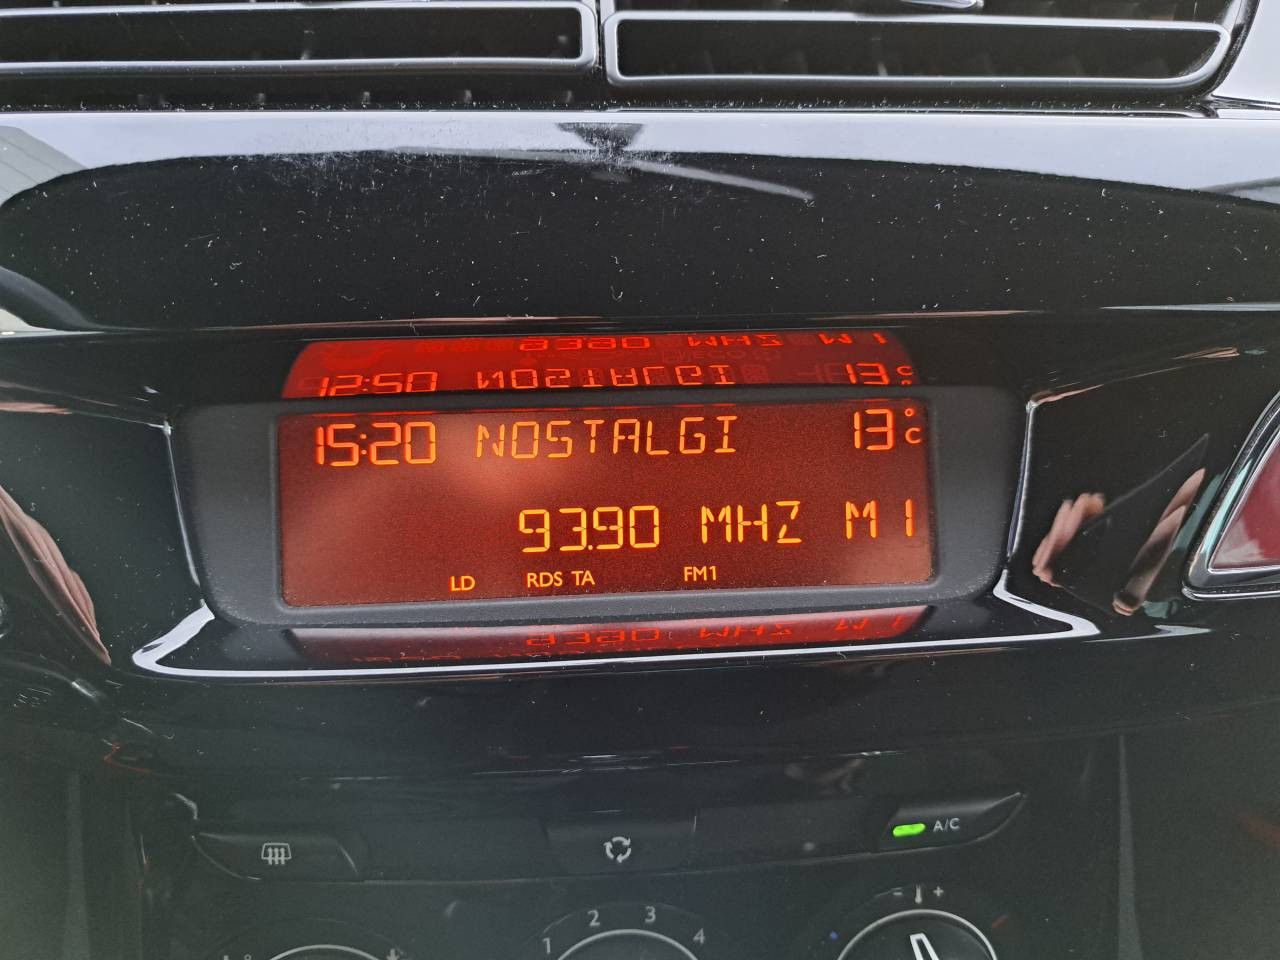 15:20 NOSTALGI 13°C
93.90 MHZ M1
LD RDS TA FM1
A/C
- +
1 2 3 4